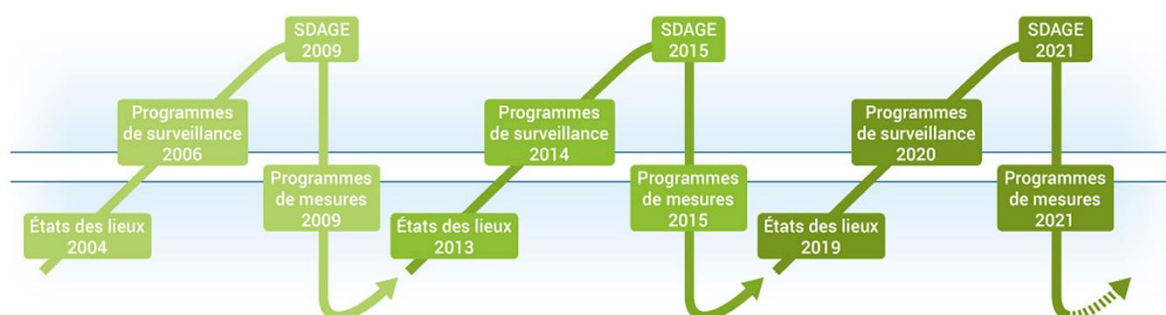 SDAGE
2009
Programmes
de surveillance
2006
États des lieux
2004
Programmes
de mesures
2009
SDAGE
2015
Programmes
de surveillance
2014
États des lieux
2013
Programmes
de mesures
2015
SDAGE
2021
Programmes
de surveillance
2020
États des lieux
2019
Programmes
de mesures
2021